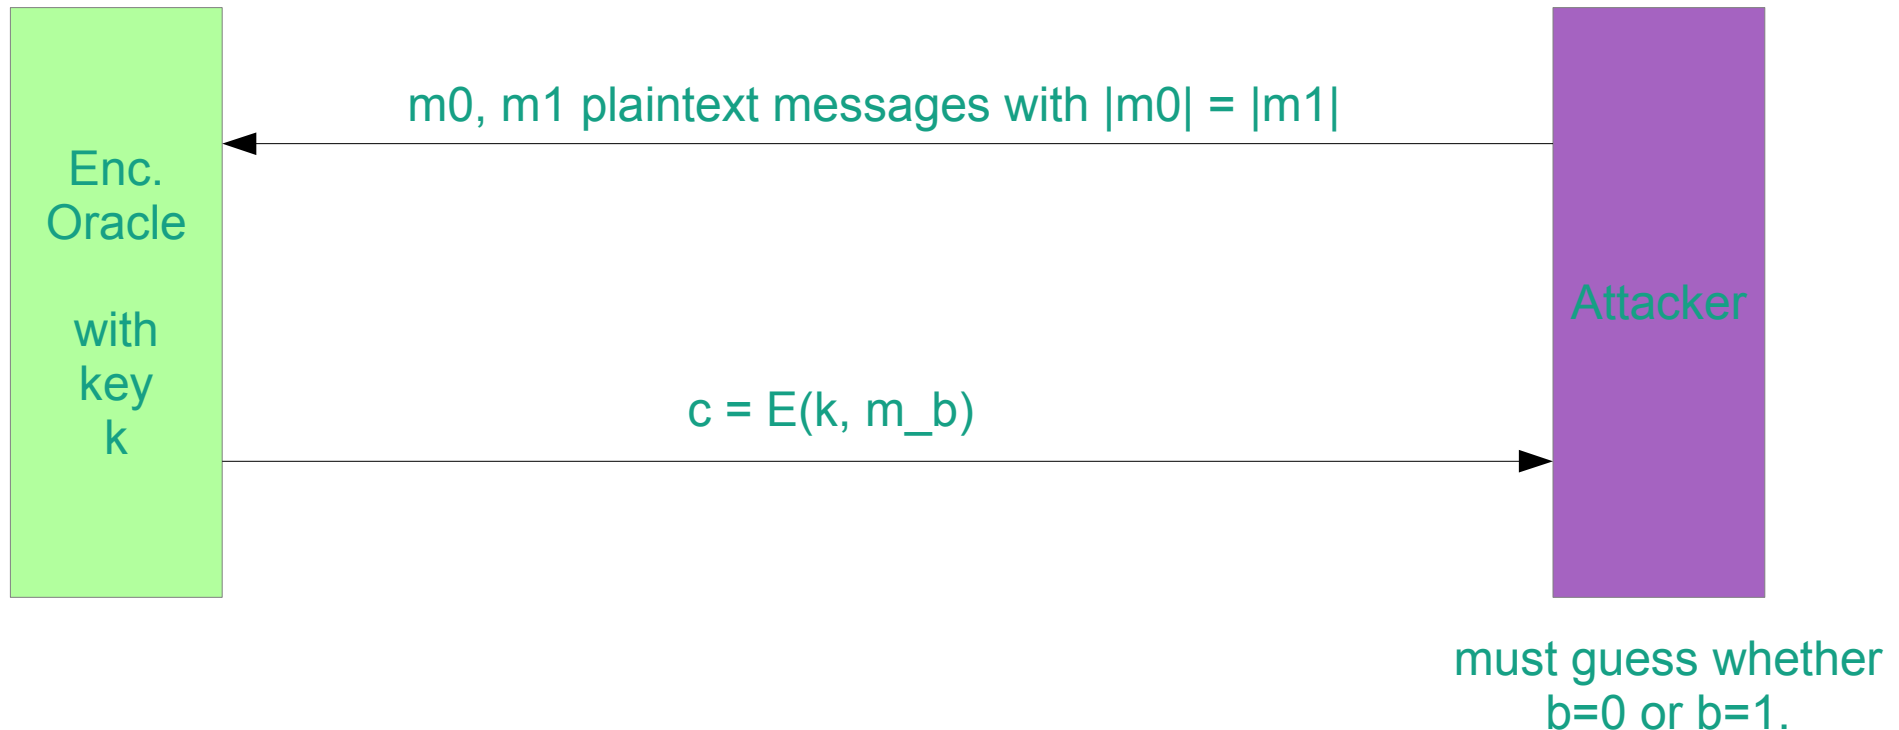 m0, m1 plaintext messages with |m0| = |m1|
Enc.
Oracle
with
key
k
Attacker
c = E(k, m_b)
must guess whether
b=0 or b=1.